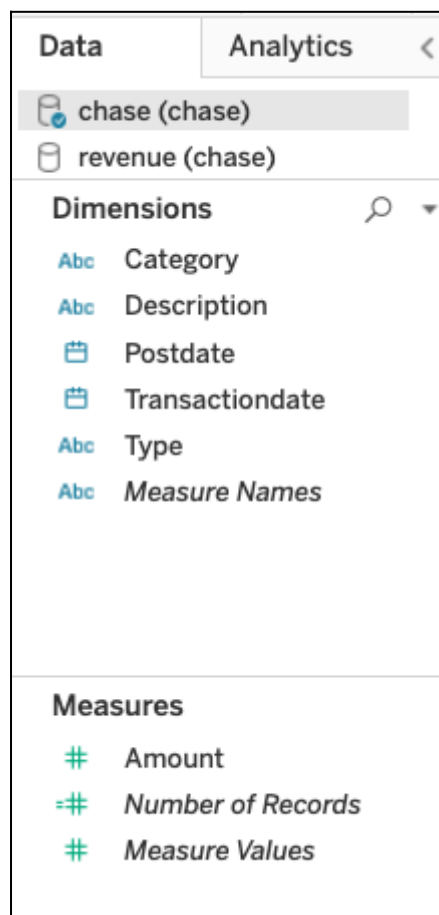 Data Analytics
chase (chase)
revenue (chase)
Dimensions
Abc Category
Abc Description
Postdate
Transactiondate
Abc Type
Abc Measure Names
Measures
# Amount
=# Number of Records
# Measure Values